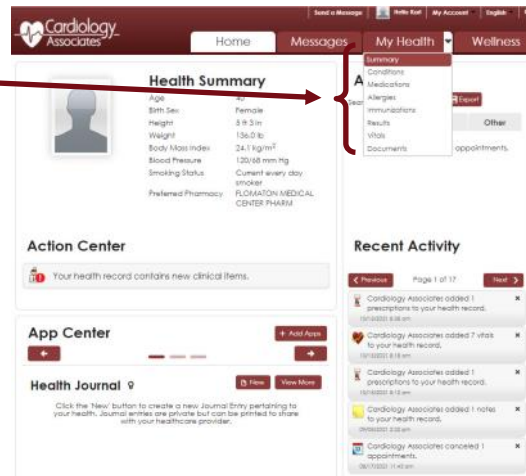 Send a Message Hello Karl My Account English
Cardiology
Associates
Home Messages My Health Wellness
Summary
Conditions
Medications
Allergies
Immunizations
Results
Vitals
Documents
Health Summary
Age 40
Birth Sex Female
Height 5 ft 3 in
Weight 136.0 lb
Body Mass Index 24.1 kg/m²
Blood Pressure 120/68 mm Hg
Smoking Status Current every day
smoker
Preferred Pharmacy FLOMATON MEDICAL
CENTER PHARM
A
Export
Other
appointments.
Action Center
Your health record contains new clinical items.
App Center
+ Add Apps
Health Journal
New View More
Click the 'New' button to create a new Journal Entry pertaining to
your health. Journal entries are private but can be printed to share
with your healthcare provider.
Recent Activity
Previous Page 1 of 17 Next
Cardiology Associates added 1
prescriptions to your health record.
Cardiology Associates added 7 vitals
to your health record.
Cardiology Associates added 1
prescriptions to your health record.
Cardiology Associates added 1 notes
to your health record.
Cardiology Associates canceled 1
appointments.